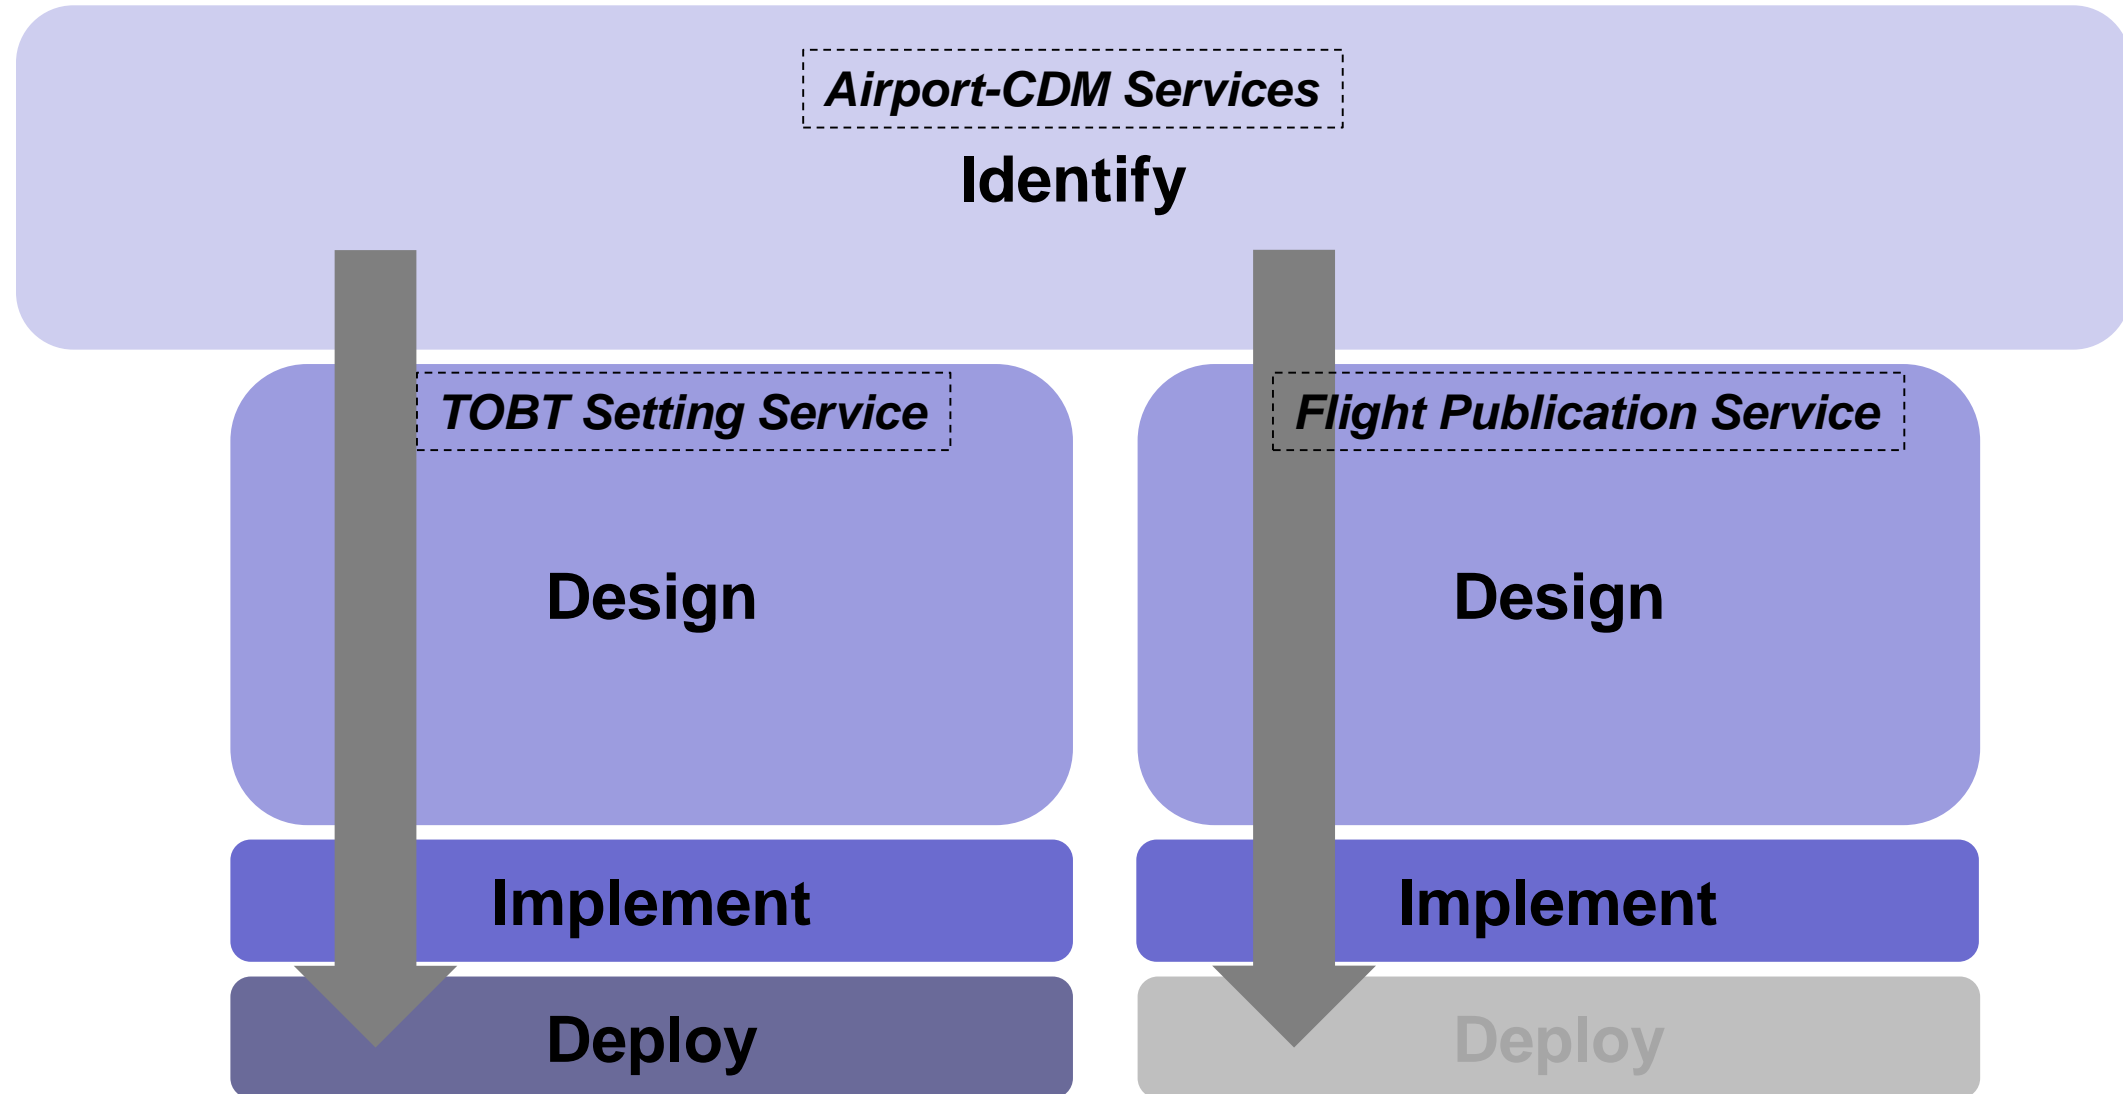 Airport-CDM Services
Identify
TOBT Setting Service
Design
Implement
Deploy
Flight Publication Service
Design
Implement
Deploy